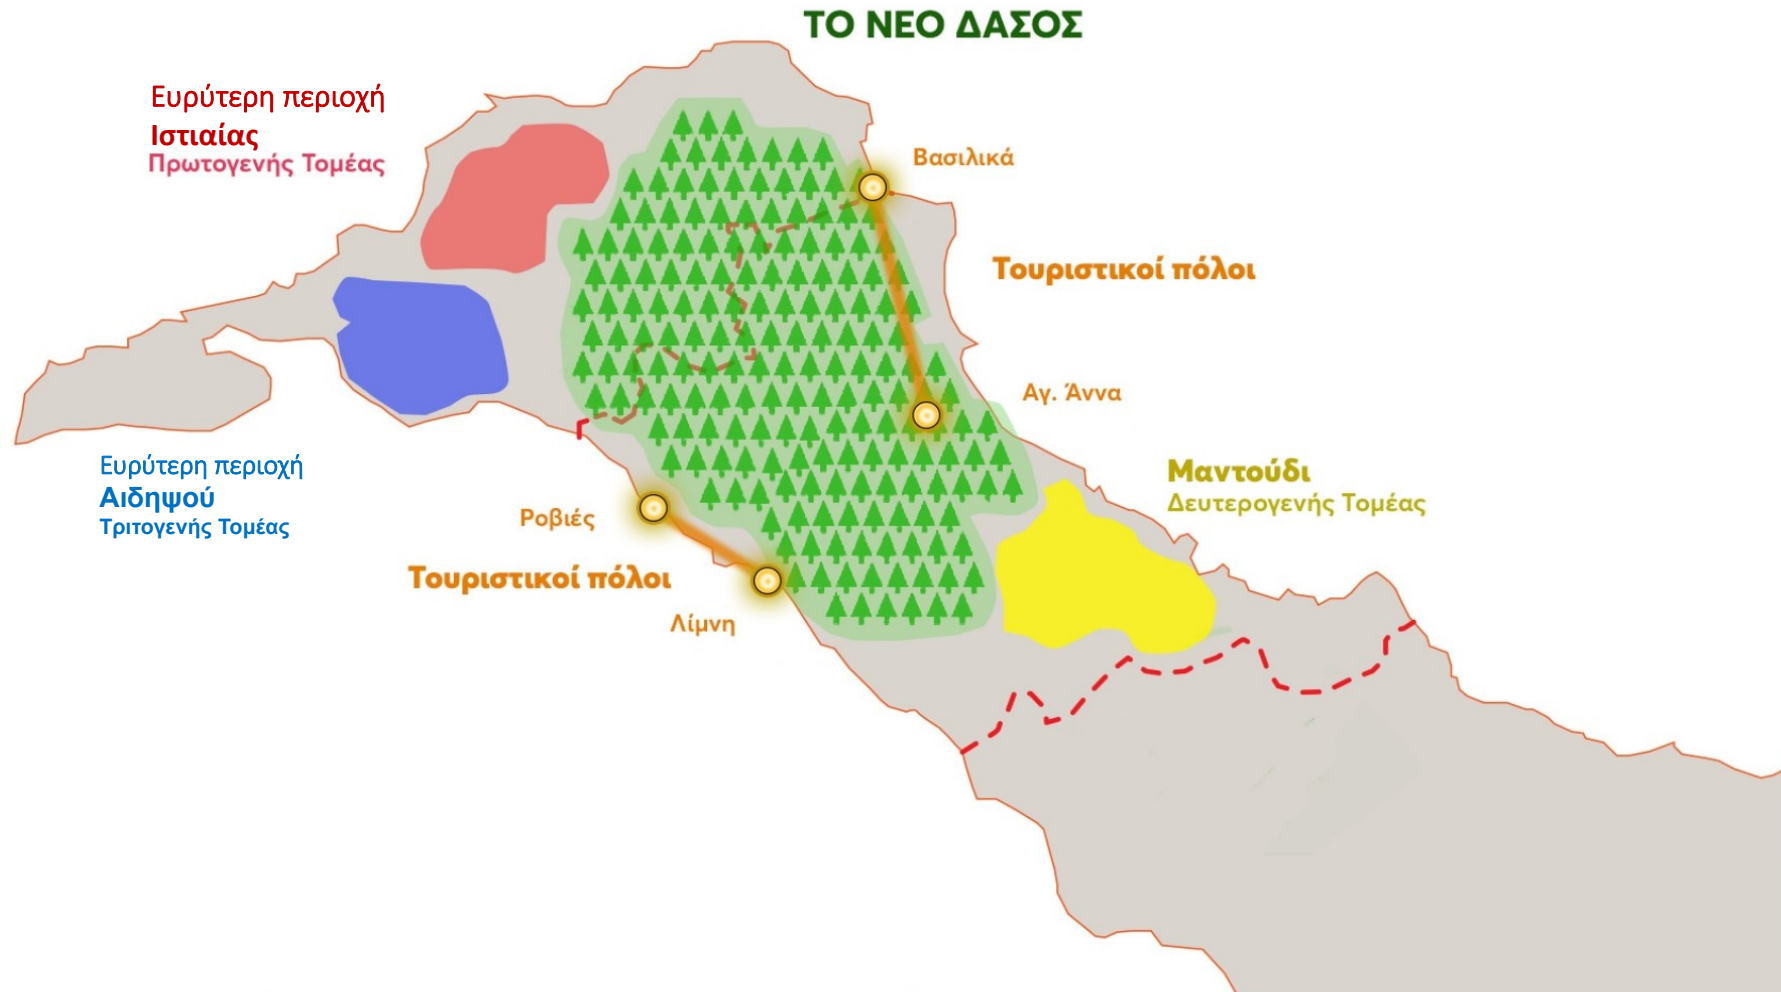 ΤΟ ΝΕΟ ΔΑΣΟΣ
Ευρύτερη περιοχή
Ιστιαίας
Πρωτογενής Τομέας
Βασιλικά
Τουριστικοί πόλοι
Αγ. Άννα
Ευρύτερη περιοχή
Αιδηψού
Τριτογενής Τομέας
Μαντούδι
Δευτερογενής Τομέας
Ροβιές
Τουριστικοί πόλοι
Λίμνη